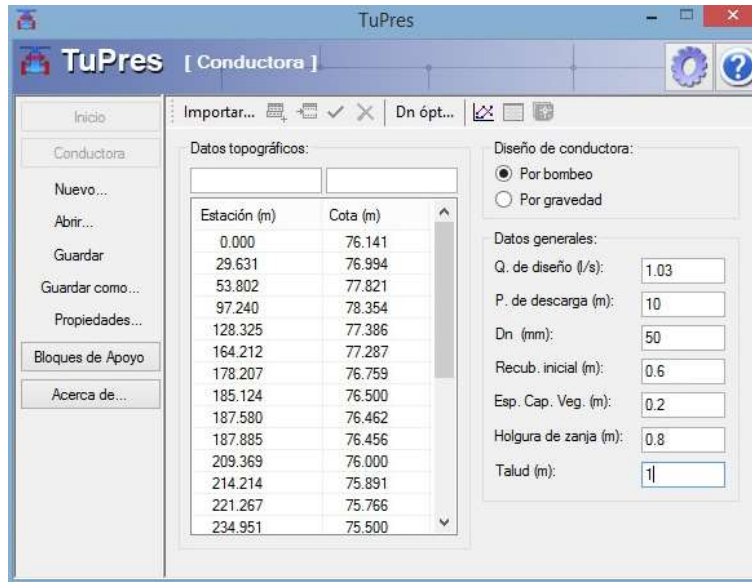 TuPres
TuPres [ Conductora ]
Inicio
Conductora
Nuevo...
Abrir...
Guardar
Guardar como...
Propiedades...
Bloques de Apoyo
Acerca de...
Importar... Dn ópt...
Datos topográficos:
Estación (m) Cota (m)
0.000 76.141
29.631 76.994
53.802 77.821
97.240 78.354
128.325 77.386
164.212 77.287
178.207 76.759
185.124 76.500
187.580 76.462
187.885 76.456
209.369 76.000
214.214 75.891
221.267 75.766
234.951 75.500
Diseño de conductora:
Por bombeo
Por gravedad
Datos generales:
Q. de diseño (l/s): 1.03
P. de descarga (m): 10
Dn (mm): 50
Recub. inicial (m): 0.6
Esp. Cap. Veg. (m): 0.2
Holgura de zanja (m): 0.8
Talud (m): 1